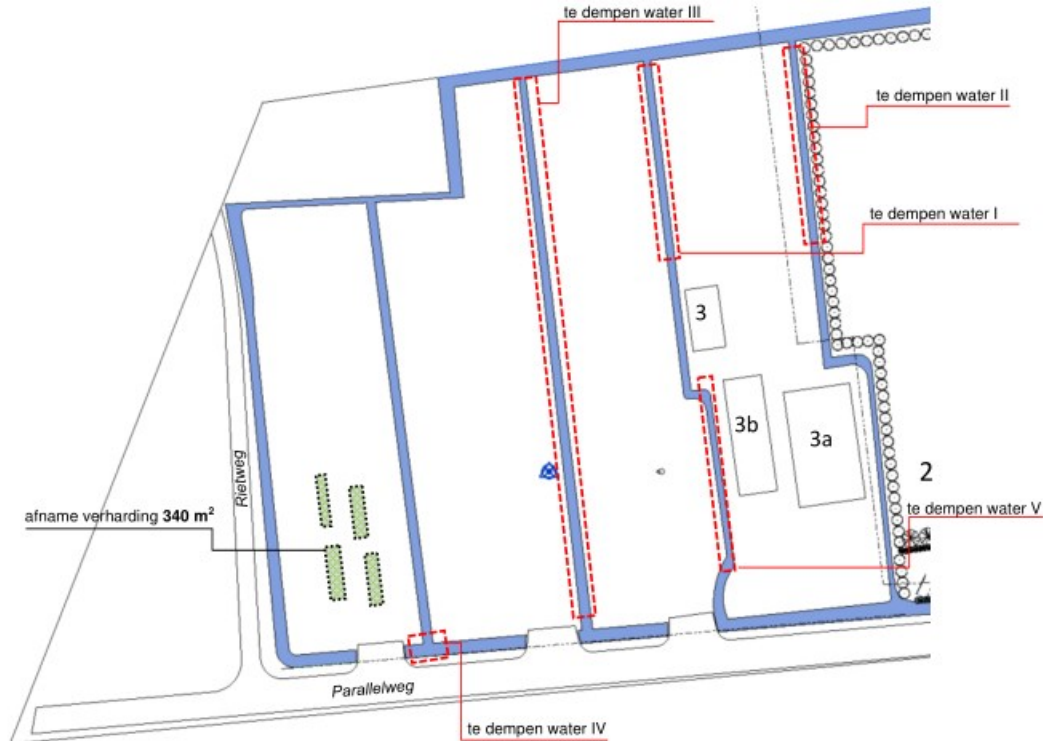 te dempen water III
te dempen water II
te dempen water I
3
3b
3a
2
Rietweg
afname verharding 340 m²
te dempen water V
Parallelweg
te dempen water IV